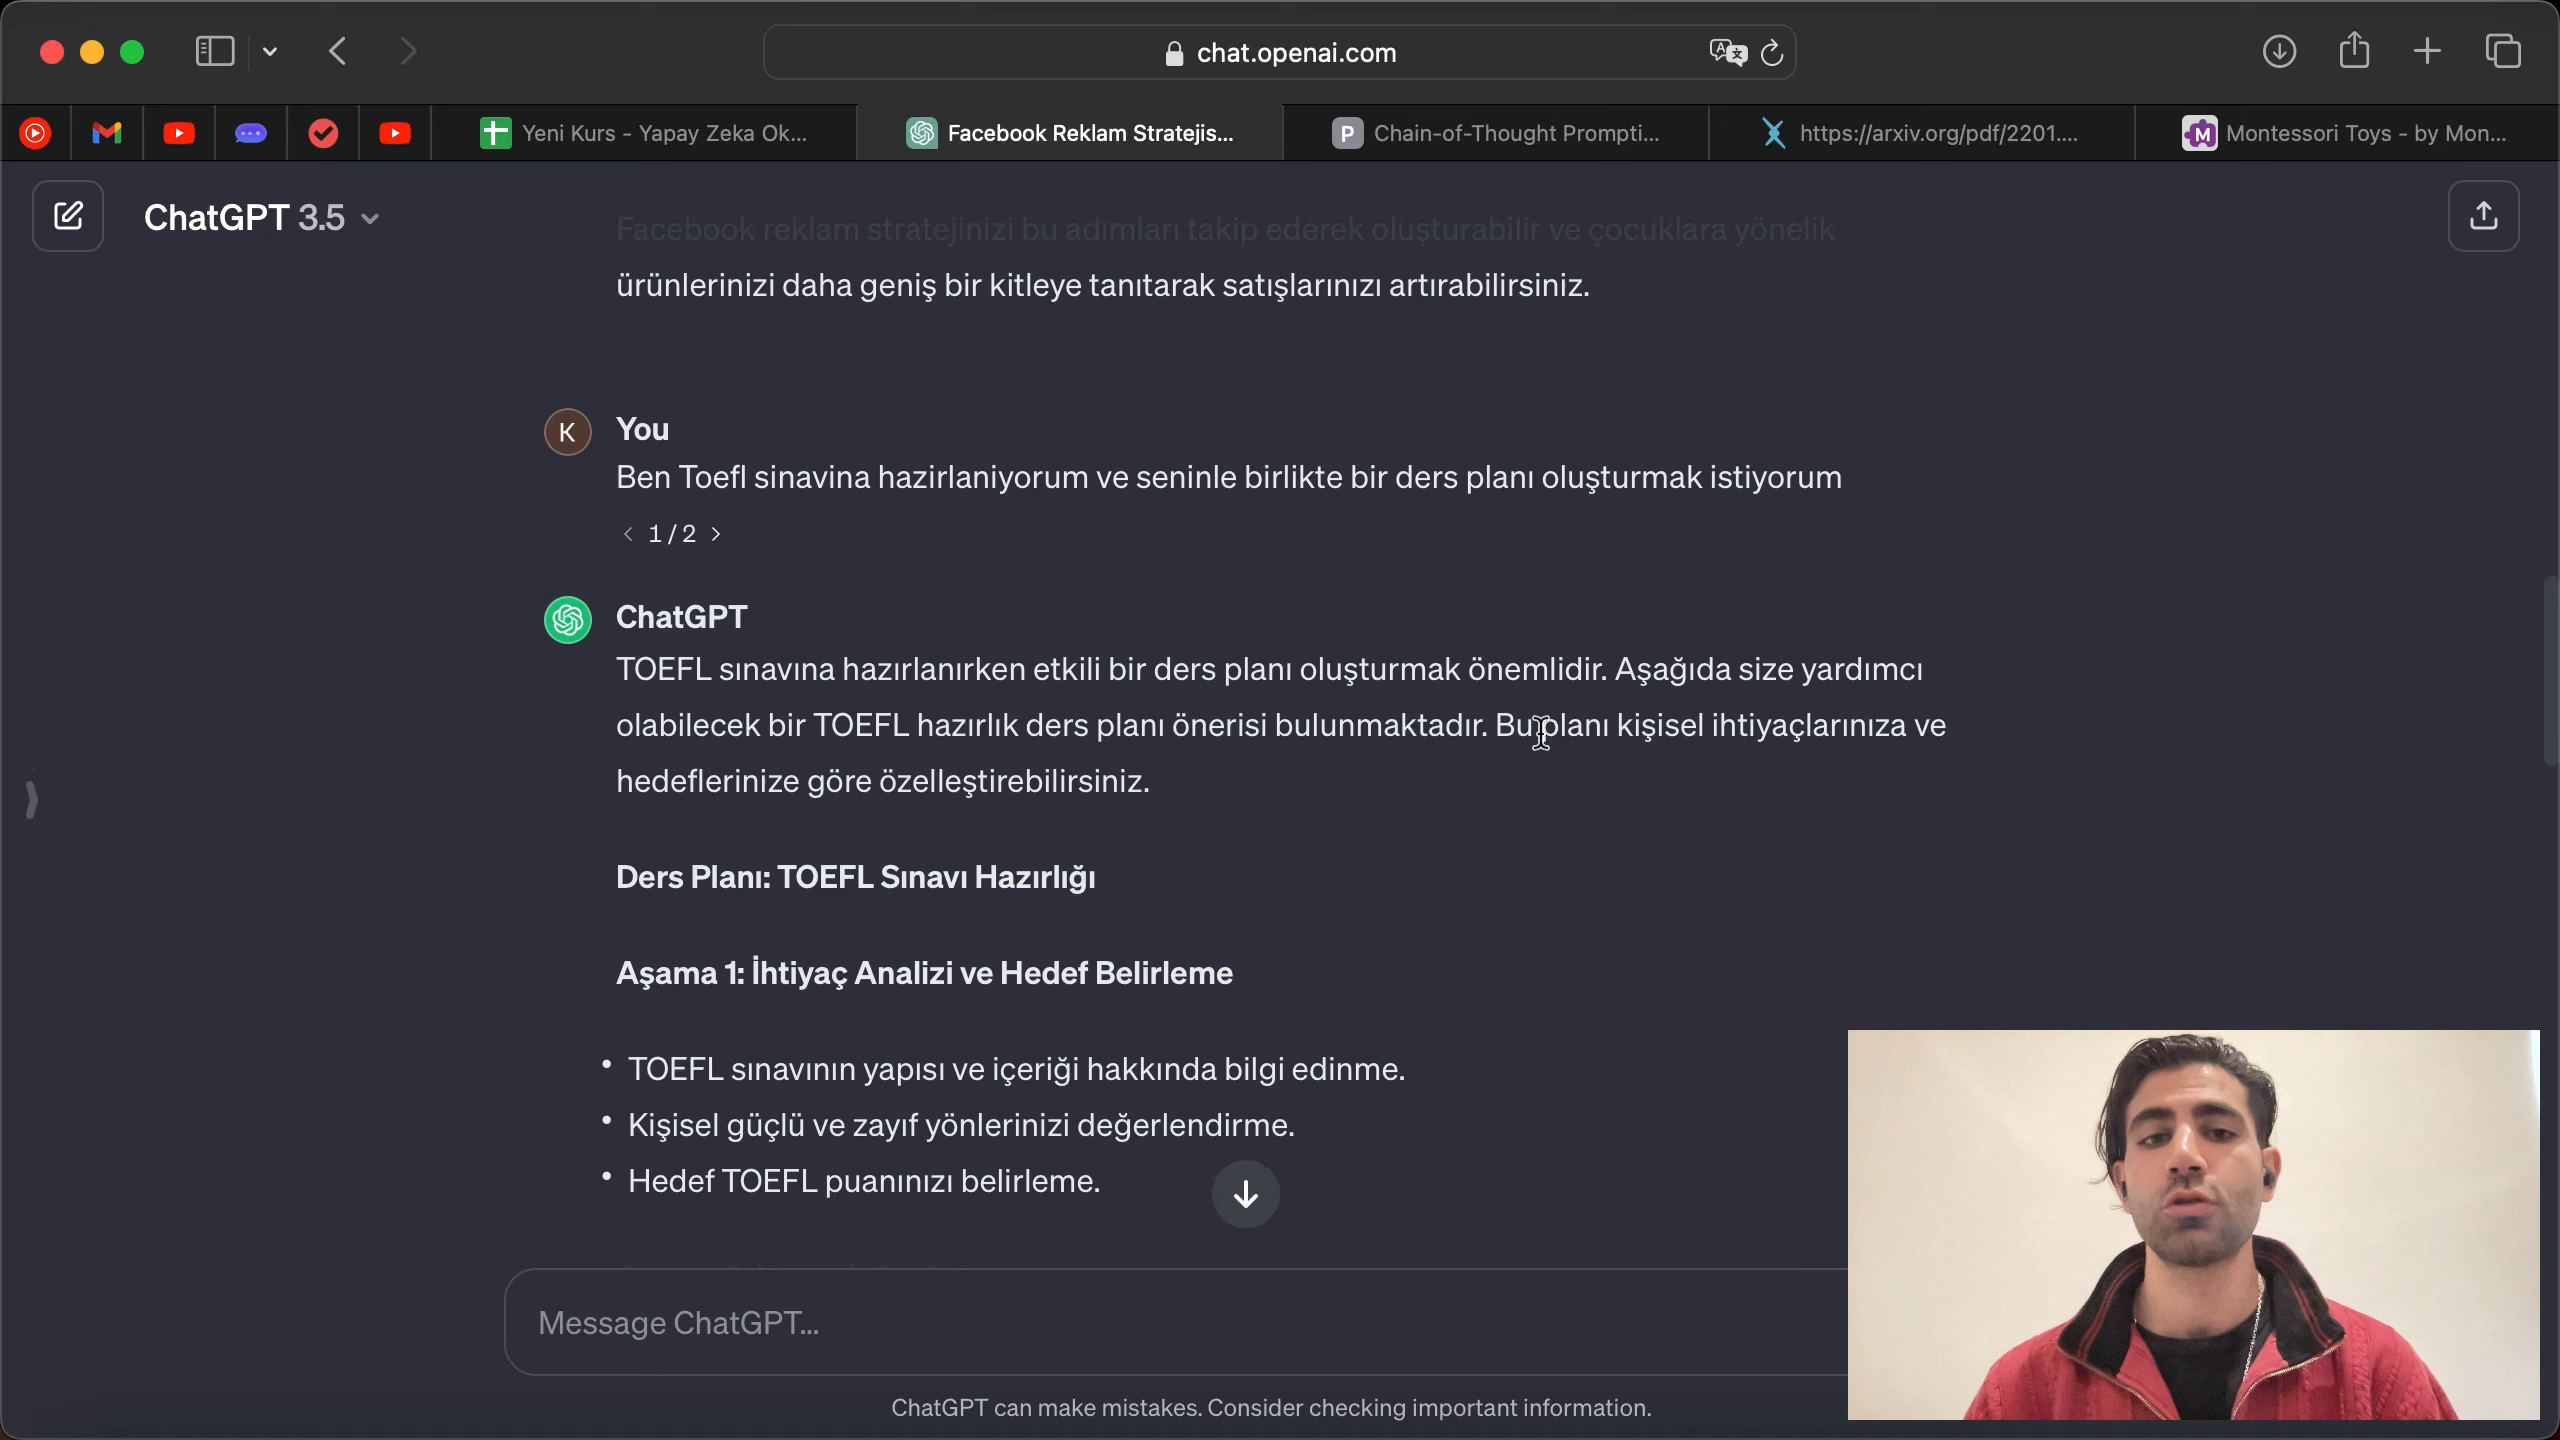 chat.openai.com
Yeni Kurs - Yapay Zeka Ok...
Facebook Reklam Stratejis...
P Chain-of-Thought Prompti...
https://arxiv.org/pdf/2201....
M Montessori Toys - by Mon...
ChatGPT 3.5
Facebook reklam stratejinizi bu adımları takip ederek oluşturabilir ve çocuklara yönelik
ürünlerinizi daha geniş bir kitleye tanıtarak satışlarınızı artırabilirsiniz.
K You
Ben Toefl sinavina hazirlaniyorum ve seninle birlikte bir ders planı oluşturmak istiyorum
< 1 / 2 >
ChatGPT
TOEFL sınavına hazırlanırken etkili bir ders planı oluşturmak önemlidir. Aşağıda size yardımcı
olabilecek bir TOEFL hazırlık ders planı önerisi bulunmaktadır. Bu planı kişisel ihtiyaçlarınıza ve
hedeflerinize göre özelleştirebilirsiniz.
Ders Planı: TOEFL Sınavı Hazırlığı
Aşama 1: İhtiyaç Analizi ve Hedef Belirleme
• TOEFL sınavının yapısı ve içeriği hakkında bilgi edinme.
• Kişisel güçlü ve zayıf yönlerinizi değerlendirme.
• Hedef TOEFL puanınızı belirleme.
Message ChatGPT...
ChatGPT can make mistakes. Consider checking important information.